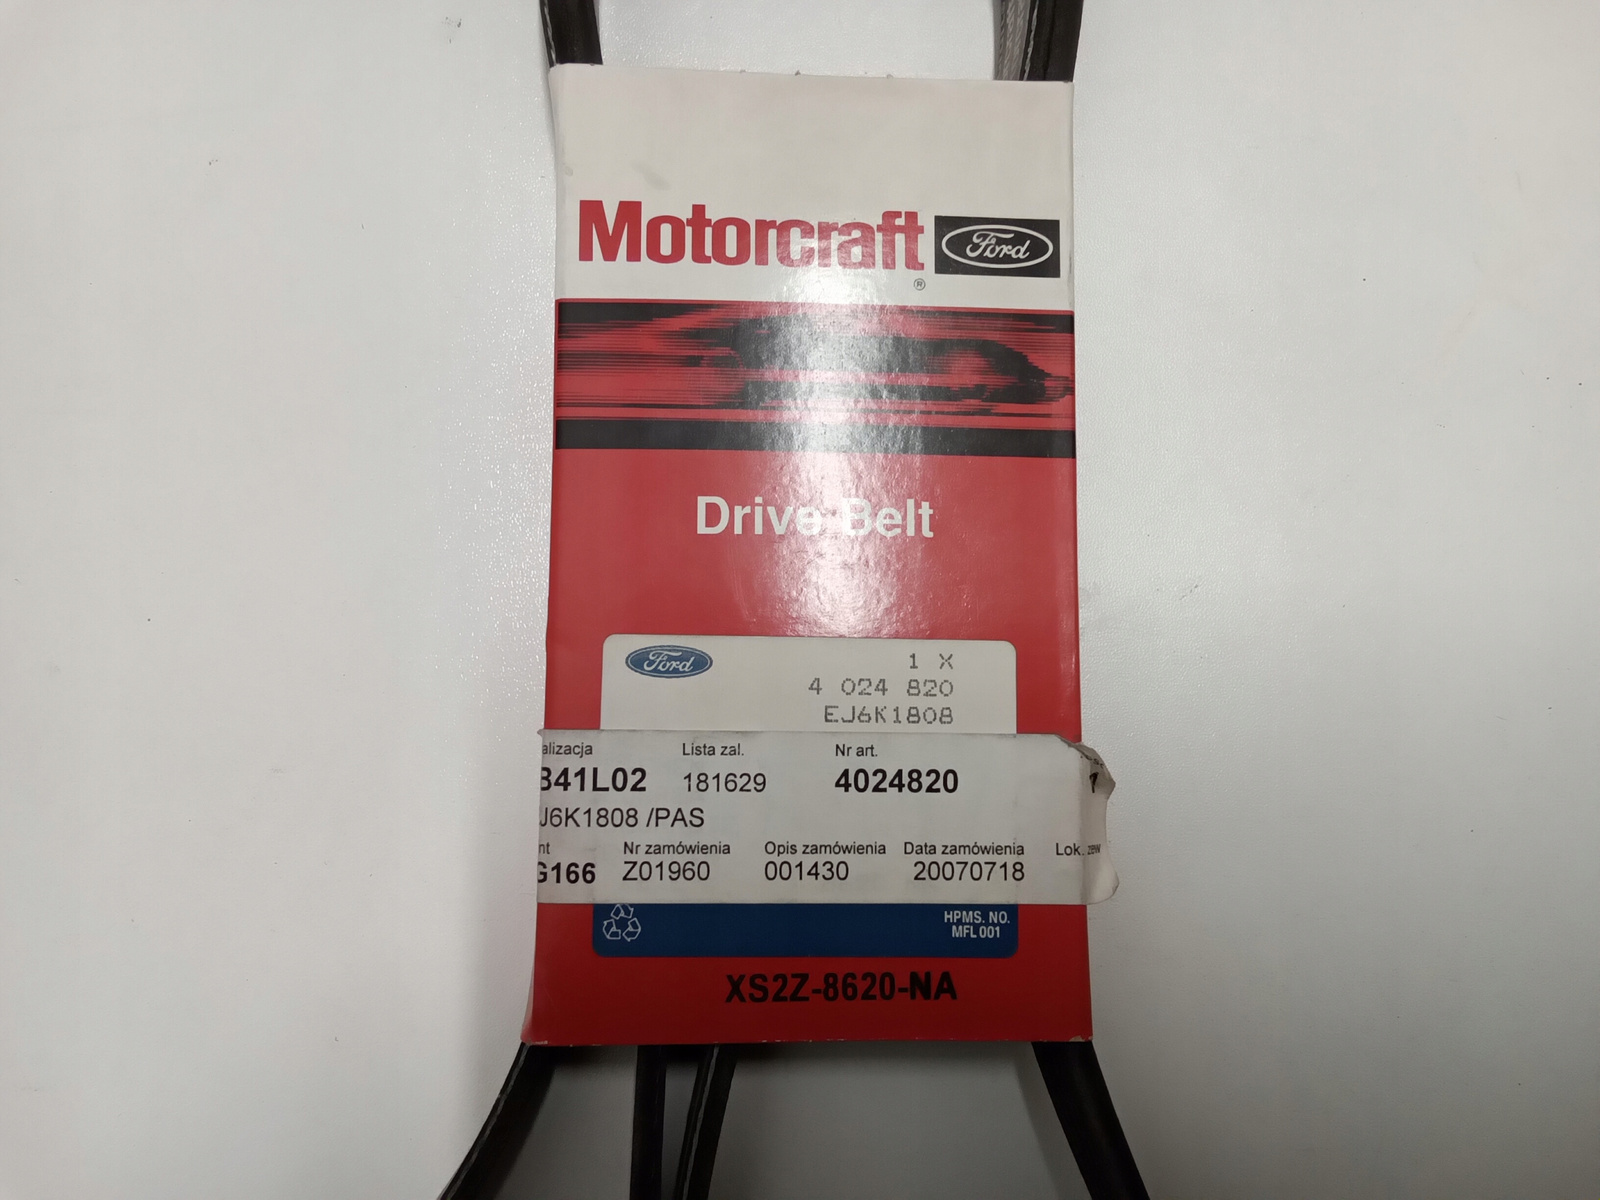 Motorcraft Ford
®
Drive Belt
Ford
1 X
4 024 820
EJ6K1808
alizacja Lista zal. Nr art.
B41L02 181629 4024820
J6K1808 /PAS
nt Nr zamówienia Opis zamówienia Data zamówienia Lok.
G166 Z01960 001430 20070718
HPMS. NO.
MFL 001
XS2Z-8620-NA